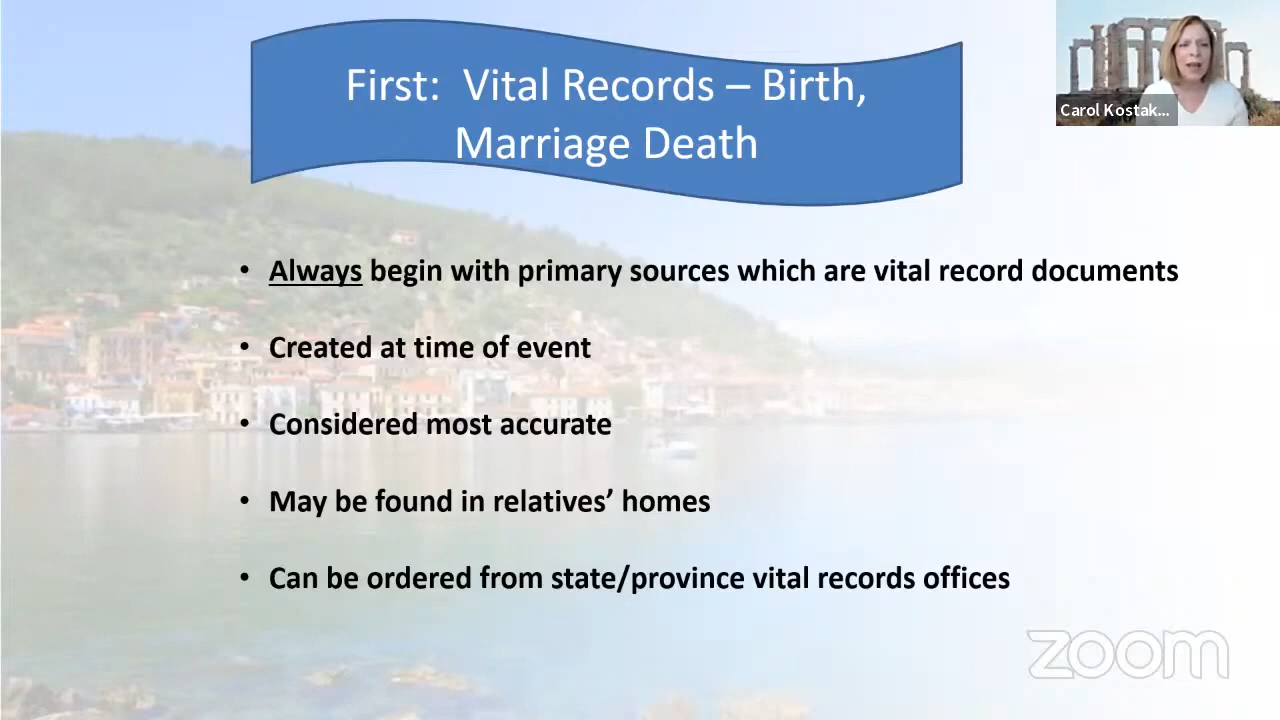 First:  Vital Records – Birth,
Marriage Death
Carol Kostak...
• Always begin with primary sources which are vital record documents
• Created at time of event
• Considered most accurate
• May be found in relatives’ homes
• Can be ordered from state/province vital records offices
zoom